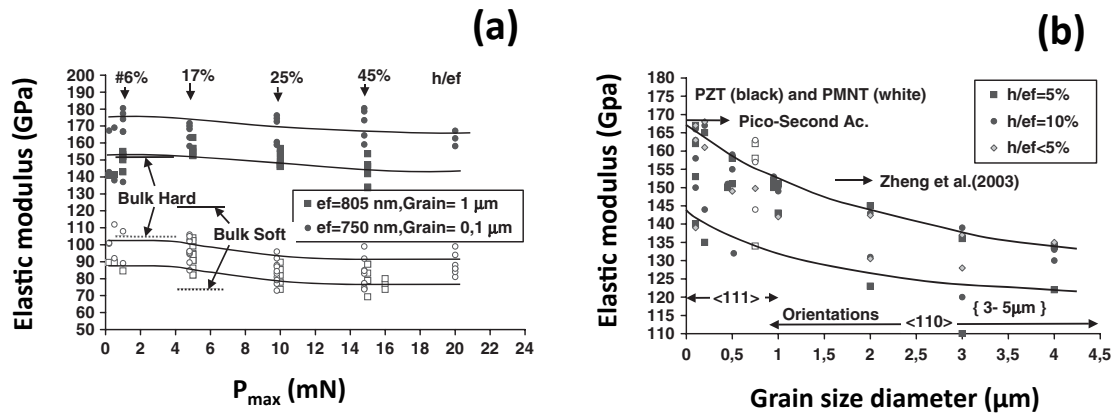 (a)
#6% 17% 25% 45% h/ef
Elastic modulus (GPa)
200
190
180
170
160
150
140
130
120
110
100
90
80
70
60
50
Bulk Hard
Bulk Soft
ef=805 nm,Grain= 1 µm
ef=750 nm,Grain= 0,1 µm
0 2 4 6 8 10 12 14 16 18 20 22 24
Pmax (mN)
(b)
Elastic modulus (Gpa)
180
175
170
165
160
155
150
145
140
135
130
125
120
115
110
PZT (black) and PMNT (white)
Pico-Second Ac.
h/ef=5%
h/ef=10%
h/ef<5%
Zheng et al.(2003)
<111>
{ 3- 5µm }
Orientations <110>
0 0,5 1 1,5 2 2,5 3 3,5 4 4,5
Grain size diameter (µm)